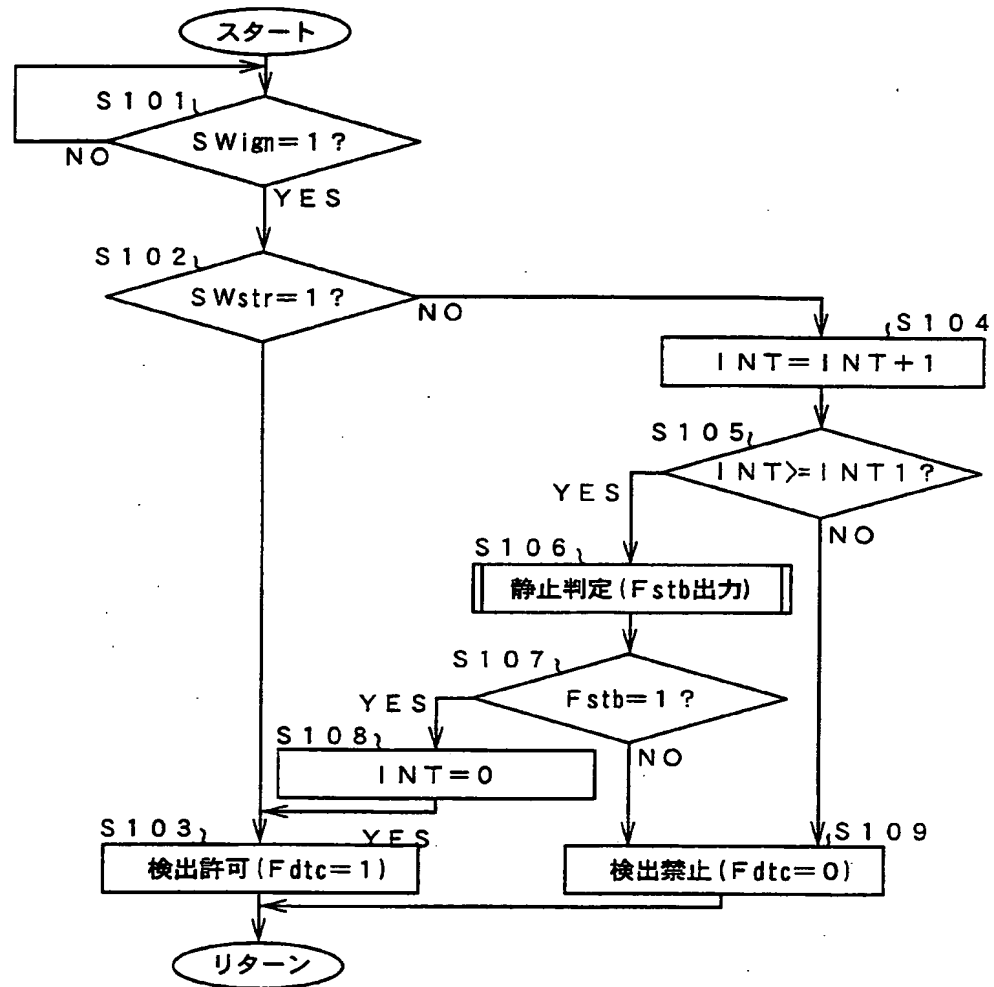 スタート
S101
SWign=1?
NO
YES
S102
SWstr=1?
NO
S104
INT=INT+1
S105
INT>=INT1?
YES
NO
S106
静止判定(Fstb出力)
S107
Fstb=1?
YES
NO
S108
INT=0
S103
YES
検出許可(Fdtc=1)
S109
検出禁止(Fdtc=0)
リターン